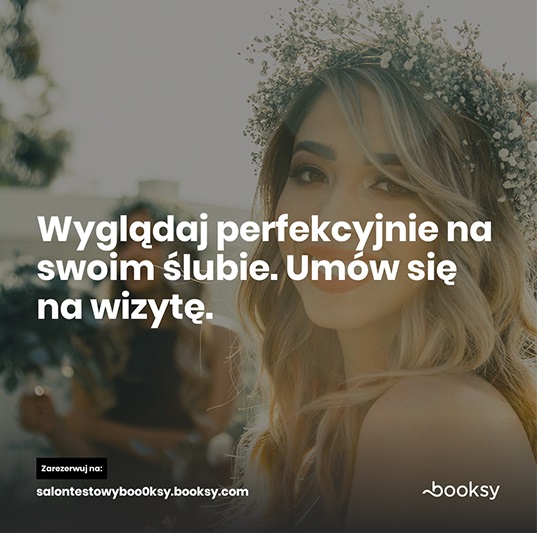 Wyglądaj perfekcyjnie na
swoim ślubie. Umów się
na wizytę.
Zarezerwuj na:
salontestowyboo0ksy.booksy.com
booksy